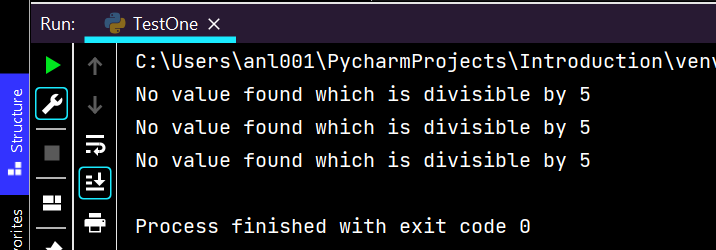 Run: TestOne
C:\Users\anl001\PycharmProjects\Introduction\venv
No value found which is divisible by 5
No value found which is divisible by 5
No value found which is divisible by 5
Process finished with exit code 0
Structure